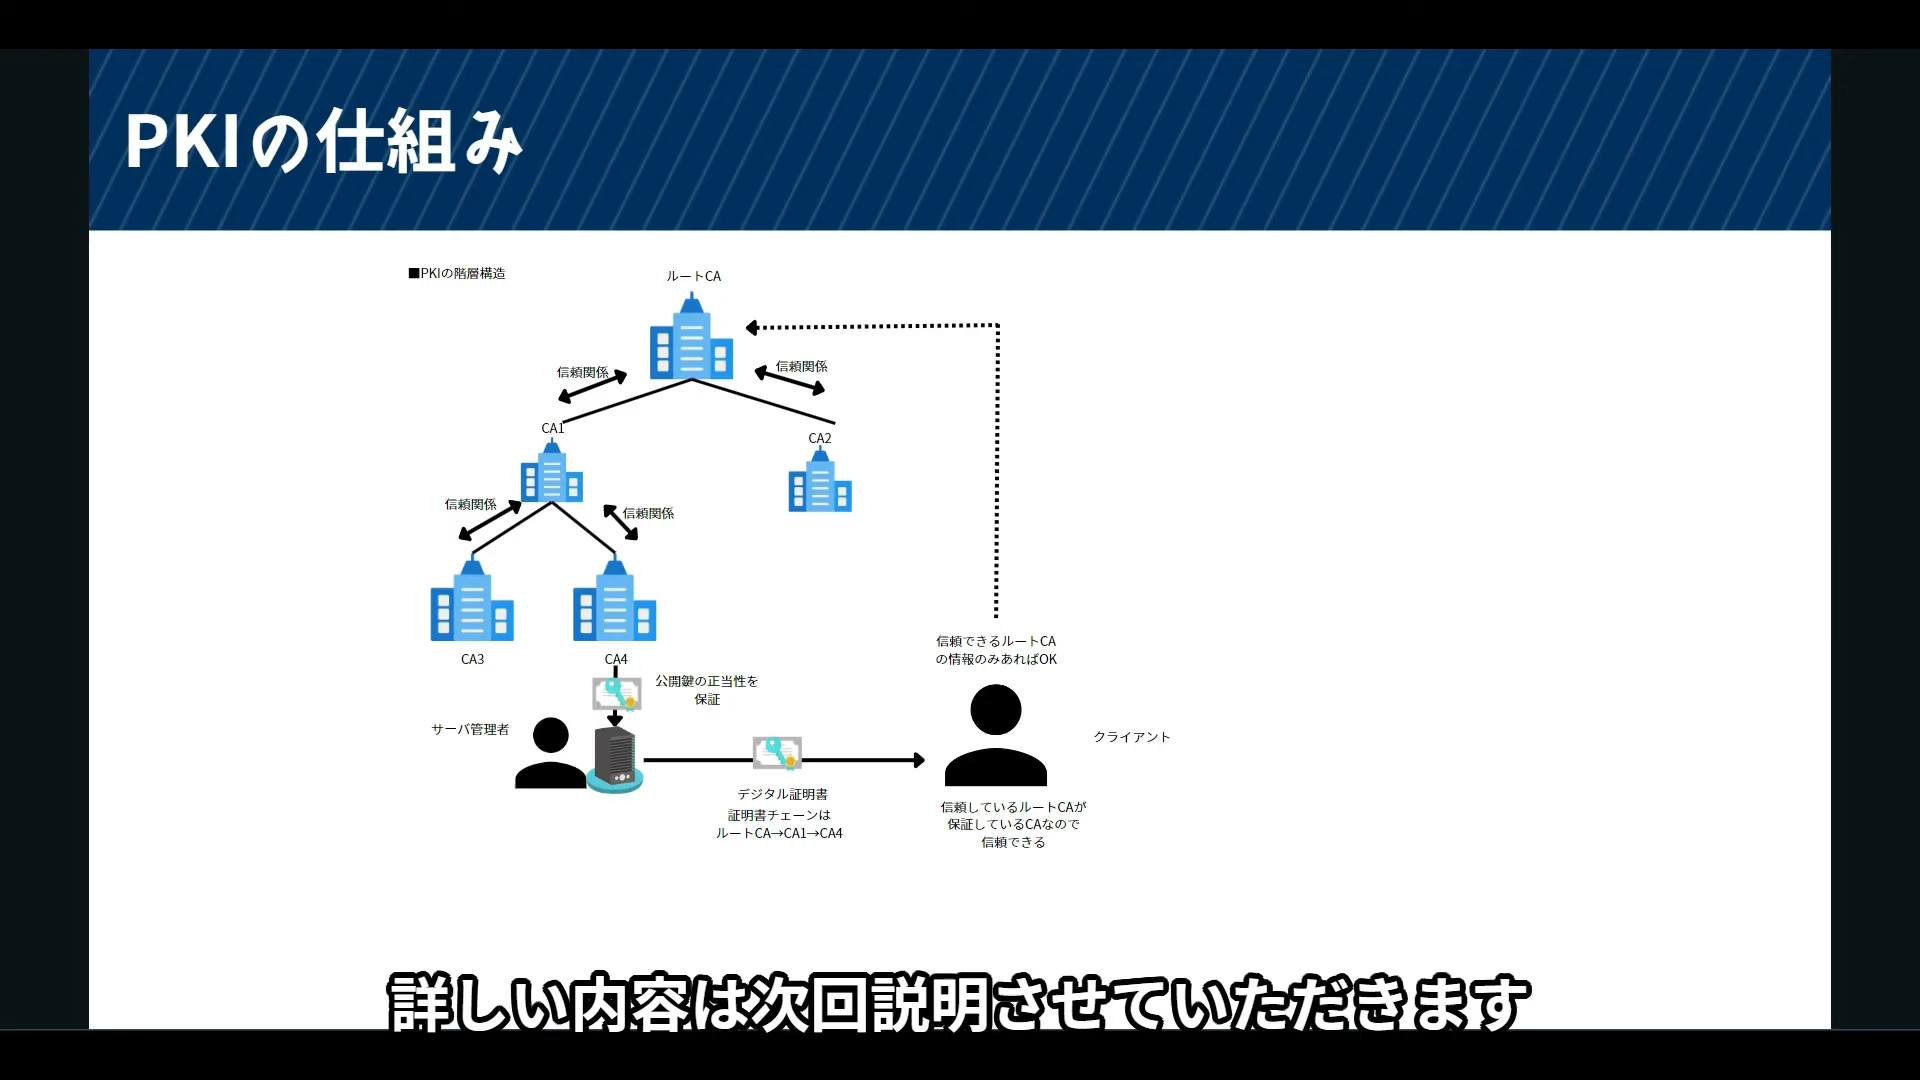 PKIの仕組み
■PKIの階層構造
ルートCA
信頼関係
信頼関係
CA1
CA2
信頼関係
信頼関係
CA3
CA4
公開鍵の正当性を
保証
サーバ管理者
デジタル証明書
証明書チェーンは
ルートCA→CA1→CA4
信頼できるルートCA
の情報のみあればOK
クライアント
信頼しているルートCAが
保証しているCAなので
信頼できる
詳しい内容は次回説明させていただきます